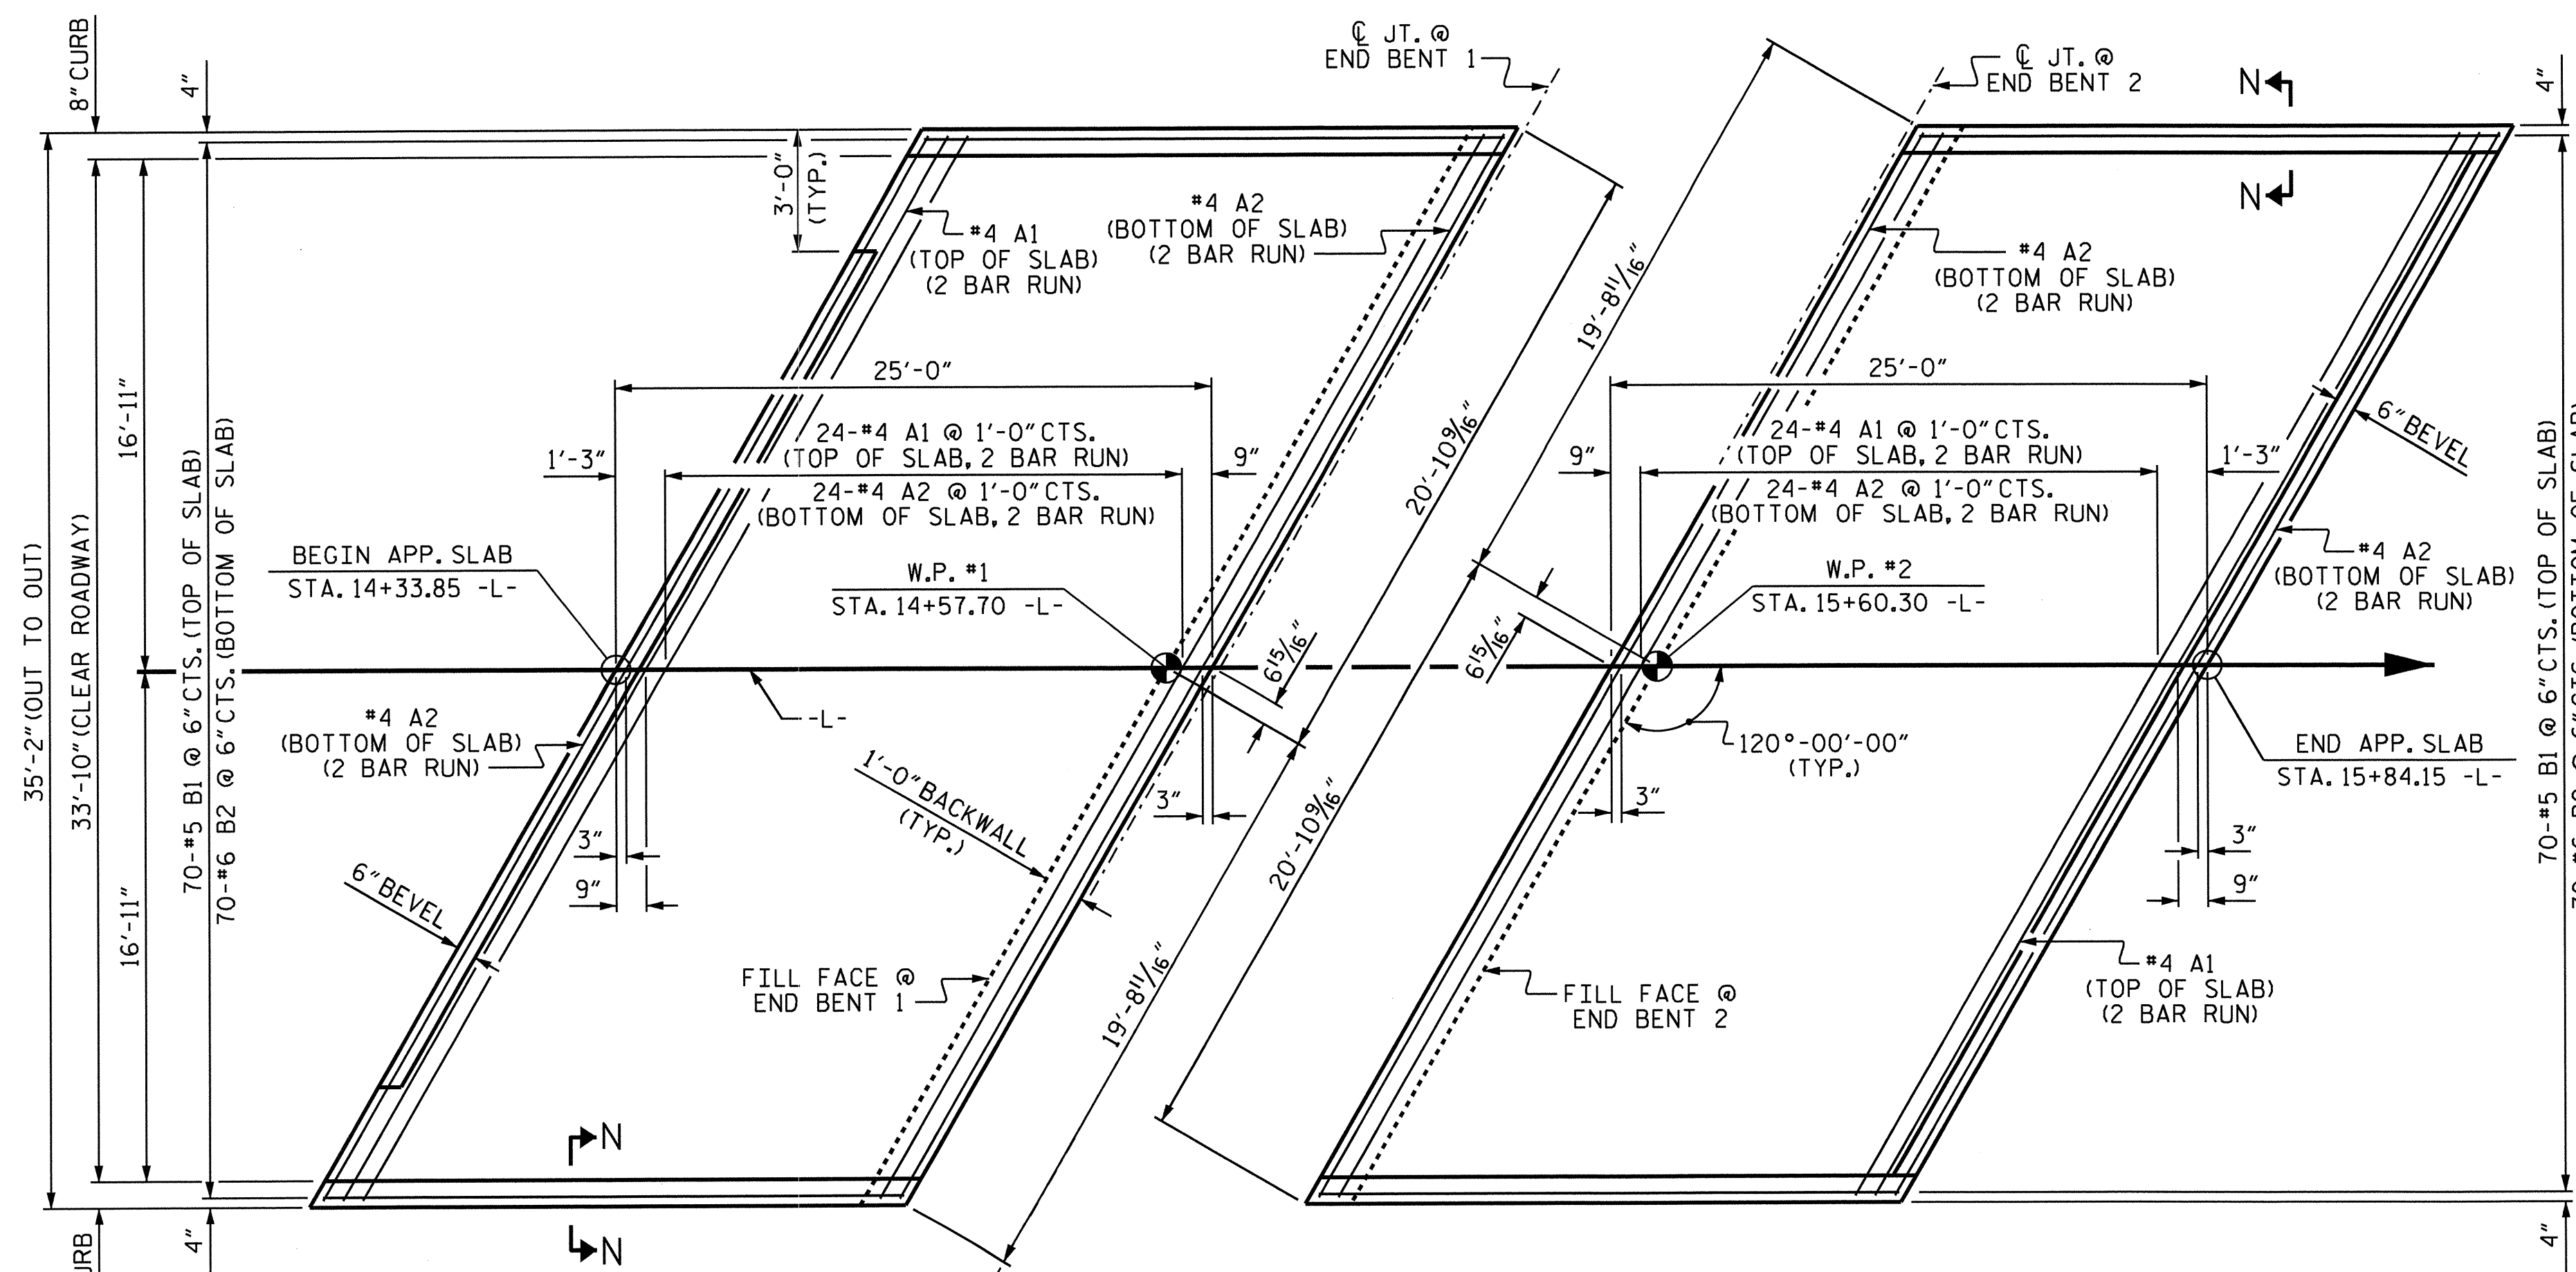 8" CURB
4"
℄ JT. @
END BENT 1
℄ JT. @
END BENT 2
N
N
4"
3'-0"
(TYP.)
#4 A1
(TOP OF SLAB)
(2 BAR RUN)
#4 A2
(BOTTOM OF SLAB)
(2 BAR RUN)
19'-8 11/16"
#4 A2
(BOTTOM OF SLAB)
(2 BAR RUN)
25'-0"
25'-0"
16'-11"
20'-10 9/16"
6" BEVEL
1'-3"
24-#4 A1 @ 1'-0" CTS.
(TOP OF SLAB, 2 BAR RUN)
24-#4 A2 @ 1'-0" CTS.
(BOTTOM OF SLAB, 2 BAR RUN)
9"
9"
24-#4 A1 @ 1'-0" CTS.
(TOP OF SLAB, 2 BAR RUN)
24-#4 A2 @ 1'-0" CTS.
(BOTTOM OF SLAB, 2 BAR RUN)
1'-3"
35'-2" (OUT TO OUT)
33'-10" (CLEAR ROADWAY)
70-#5 B1 @ 6" CTS. (TOP OF SLAB)
70-#6 B2 @ 6" CTS. (BOTTOM OF SLAB)
BEGIN APP. SLAB
STA. 14+33.85 -L-
W.P. #1
STA. 14+57.70 -L-
6 15/16"
6 15/16"
W.P. #2
STA. 15+60.30 -L-
#4 A2
(BOTTOM OF SLAB)
(2 BAR RUN)
70-#5 B1 @ 6" CTS. (TOP OF SLAB)
#4 A2
(BOTTOM OF SLAB)
(2 BAR RUN)
-L-
120°-00'-00"
(TYP.)
END APP. SLAB
STA. 15+84.15 -L-
1'-0" BACKWALL
(TYP.)
3"
3"
20'-10 9/16"
3"
9"
3"
9"
16'-11"
6" BEVEL
FILL FACE @
END BENT 1
19'-8 11/16"
FILL FACE @
END BENT 2
#4 A1
(TOP OF SLAB)
(2 BAR RUN)
N
N
4"
4"